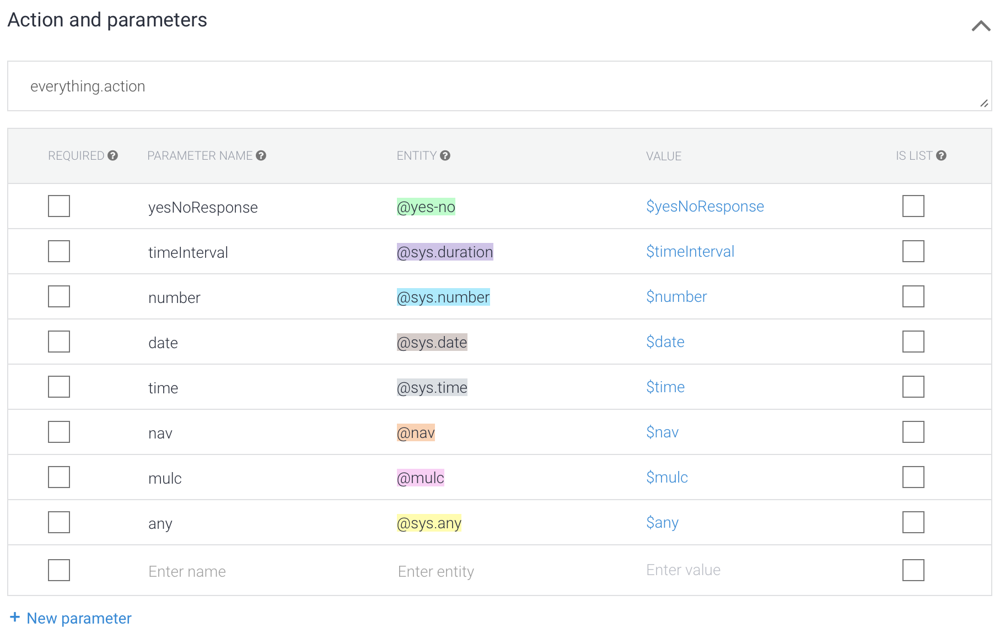 Action and parameters
everything.action
REQUIRED ? PARAMETER NAME ? ENTITY ? VALUE IS LIST ?
yesNoResponse @yes-no $yesNoResponse
timeInterval @sys.duration $timeInterval
number @sys.number $number
date @sys.date $date
time @sys.time $time
nav @nav $nav
mulc @mulc $mulc
any @sys.any $any
Enter name Enter entity Enter value
+ New parameter